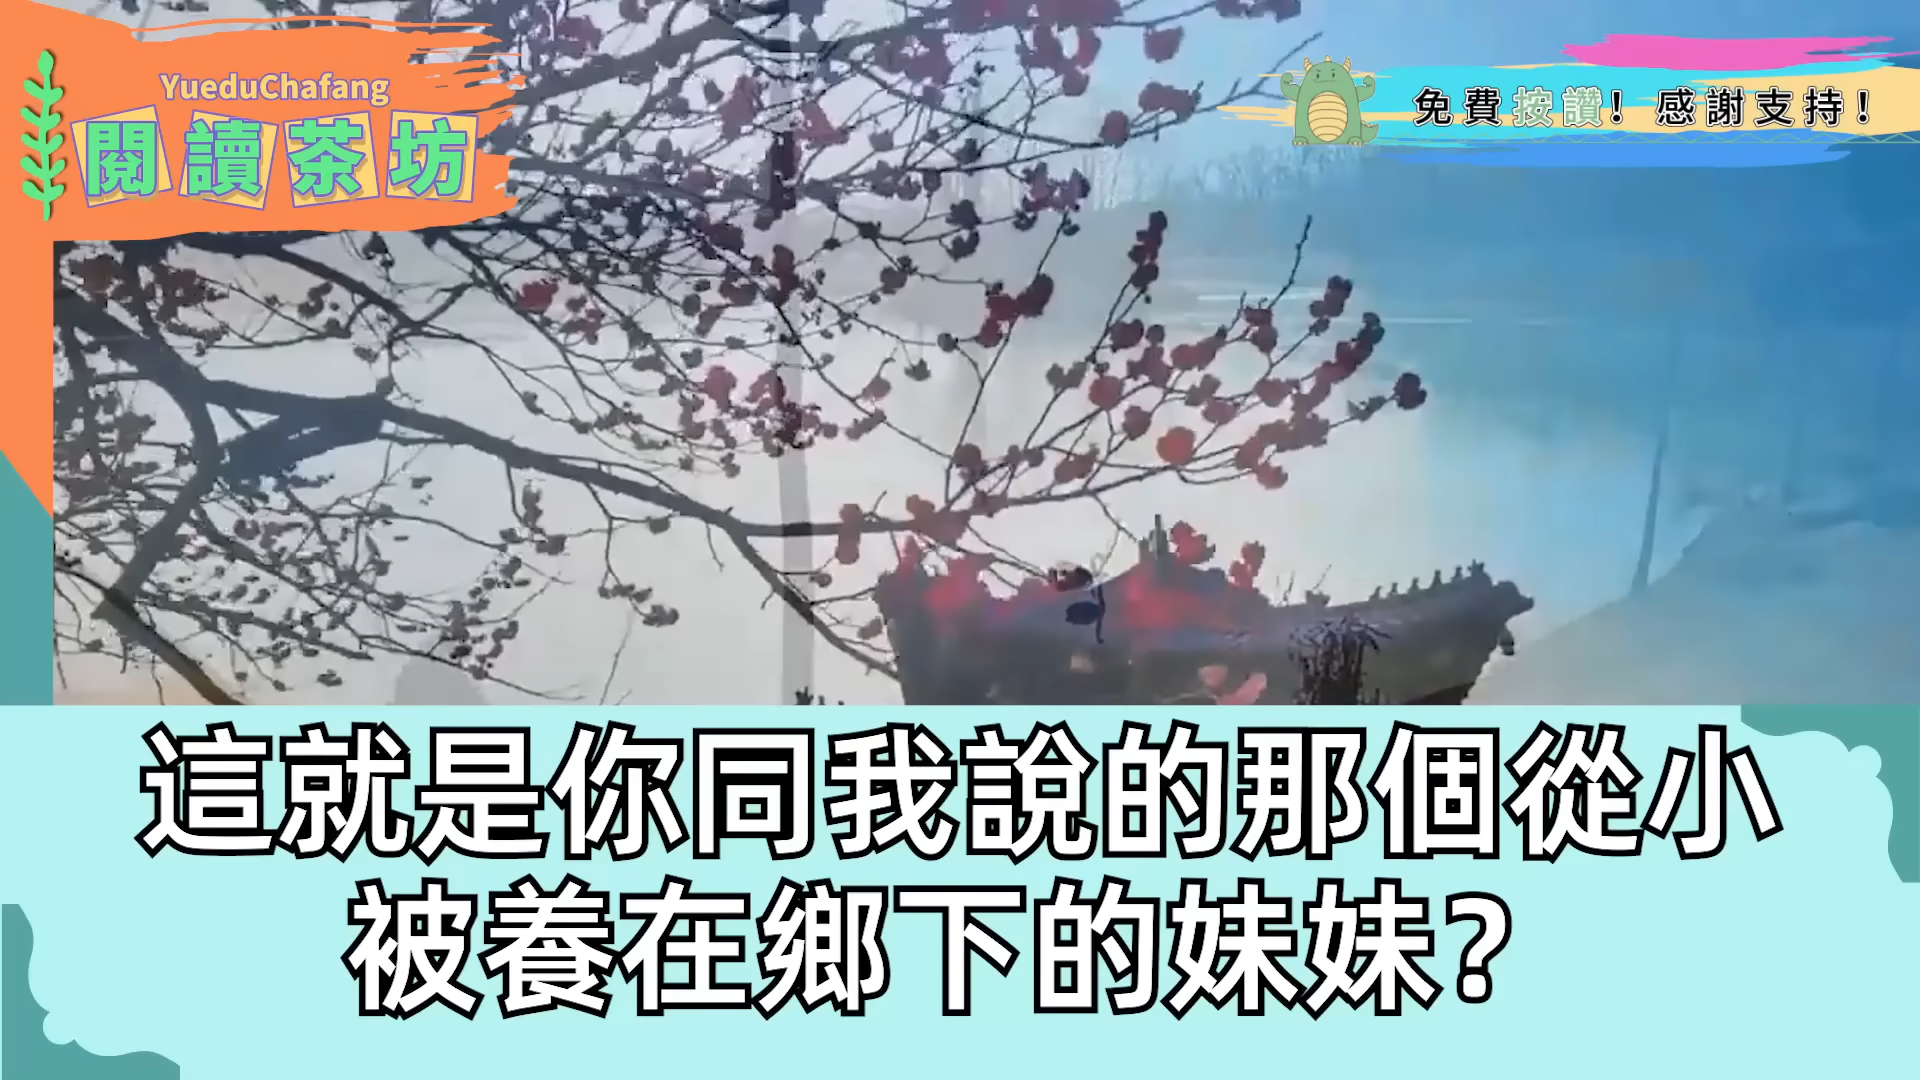 YueduChafang
閱讀茶坊
免費按讚！感謝支持！
這就是你同我說的那個從小
被養在鄉下的妹妹？